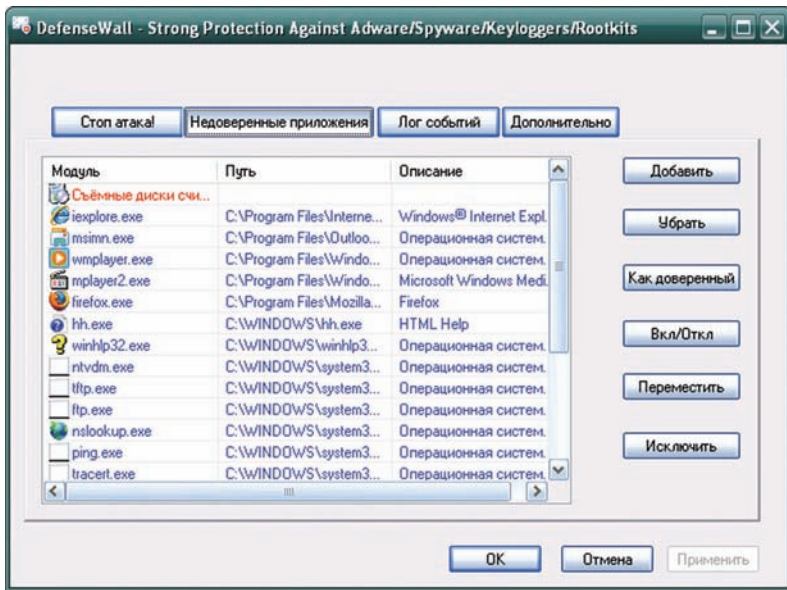 DefenseWall - Strong Protection Against Adware/Spyware/Keyloggers/Rootkits
Стоп атака! Недоверенные приложения Лог событий Дополнительно
Модуль Путь Описание
Съёмные диски счи...
iexplore.exe C:\Program Files\Interne... Windows® Internet Expl.
msimn.exe C:\Program Files\Outloo... Операционная систем.
wmplayer.exe C:\Program Files\Windo... Операционная систем.
mplayer2.exe C:\Program Files\Windo... Microsoft Windows Medi.
firefox.exe C:\Program Files\Mozilla... Firefox
hh.exe C:\WINDOWS\hh.exe HTML Help
winhlp32.exe C:\WINDOWS\winhlp3... Операционная систем.
ntvdm.exe C:\WINDOWS\system3... Операционная систем.
tftp.exe C:\WINDOWS\system3... Операционная систем.
ftp.exe C:\WINDOWS\system3... Операционная систем.
nslookup.exe C:\WINDOWS\system3... Операционная систем.
ping.exe C:\WINDOWS\system3... Операционная систем.
tracert.exe C:\WINDOWS\system3... Операционная систем.
Добавить
Убрать
Как доверенный
Вкл/Откл
Переместить
Исключить
OK Отмена Применить